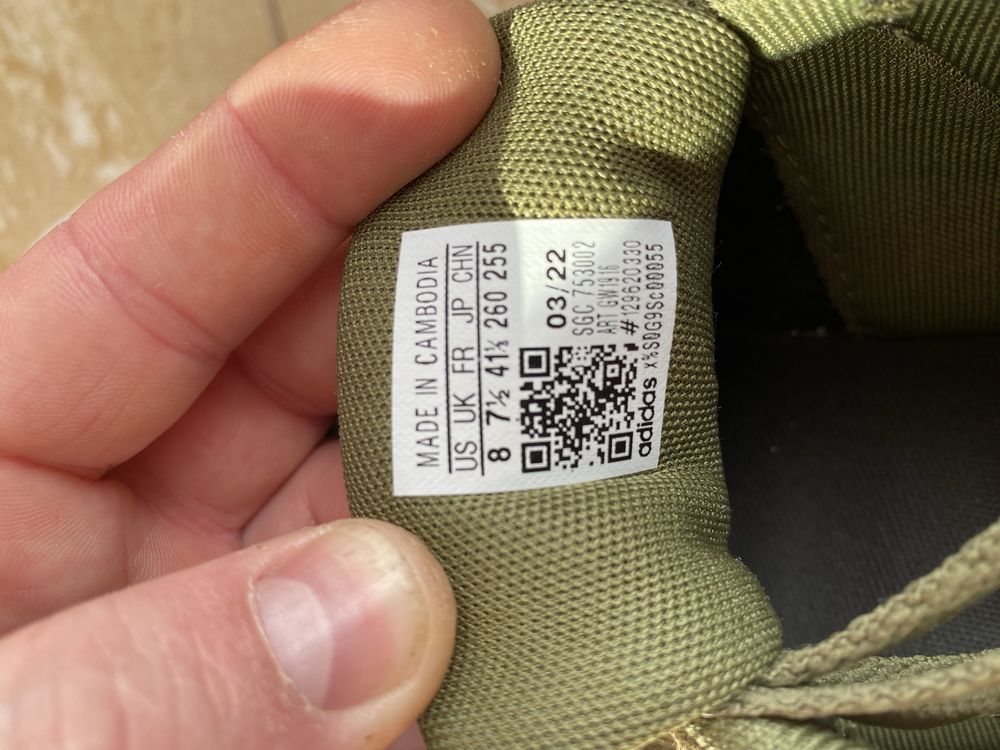 MADE IN CAMBODIA
US UK FR JP CHN
8 7½ 41⅓ 260 255
03/22
SGC 753002
ART GW1916
#129620330
adidas X%SQG9Sc00055